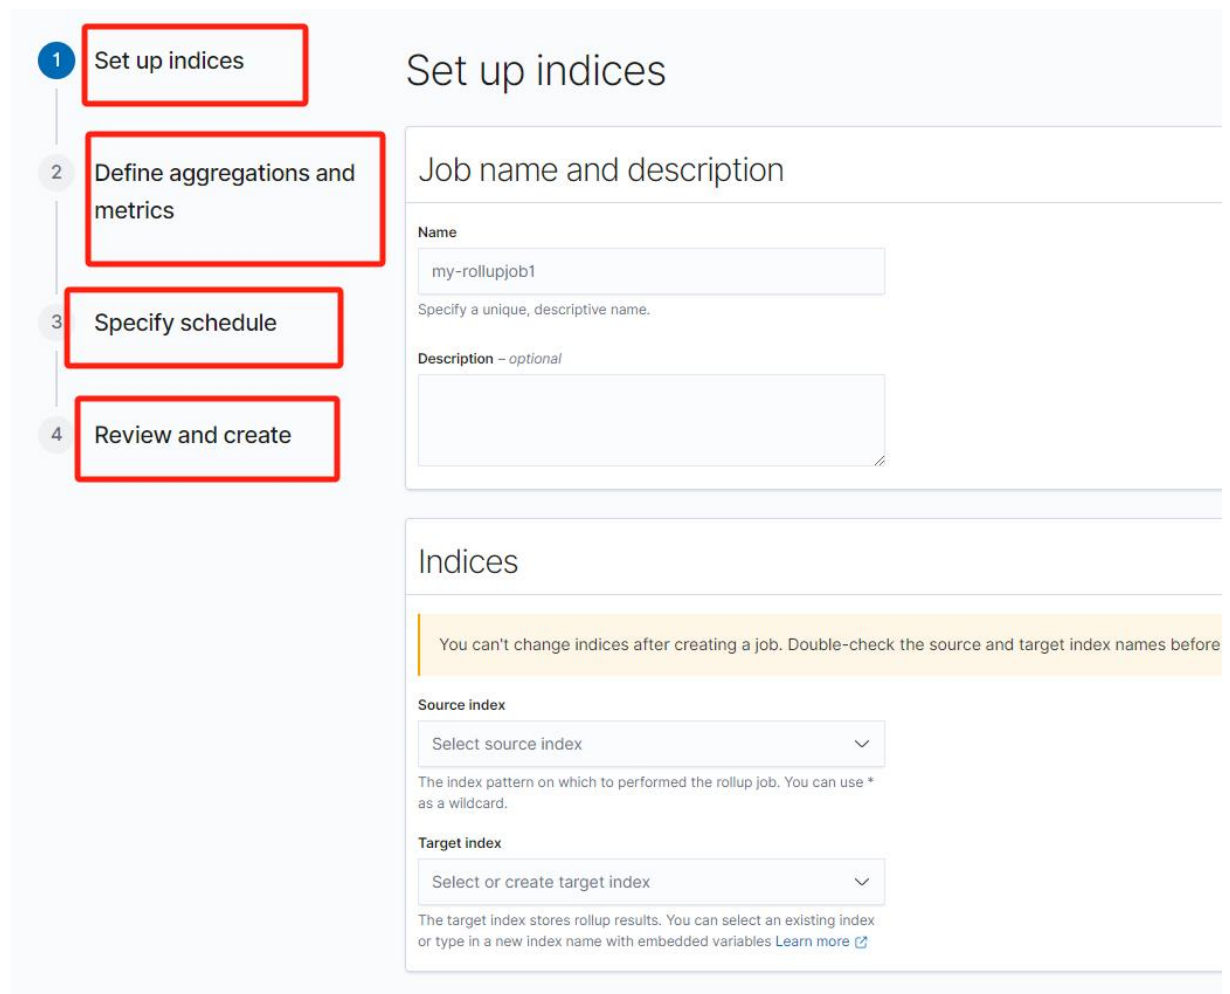 1 Set up indices
2 Define aggregations and
metrics
3 Specify schedule
4 Review and create
Set up indices
Job name and description
Name
my-rollupjob1
Specify a unique, descriptive name.
Description – optional
Indices
You can't change indices after creating a job. Double-check the source and target index names before
Source index
Select source index
The index pattern on which to performed the rollup job. You can use *
as a wildcard.
Target index
Select or create target index
The target index stores rollup results. You can select an existing index
or type in a new index name with embedded variables Learn more